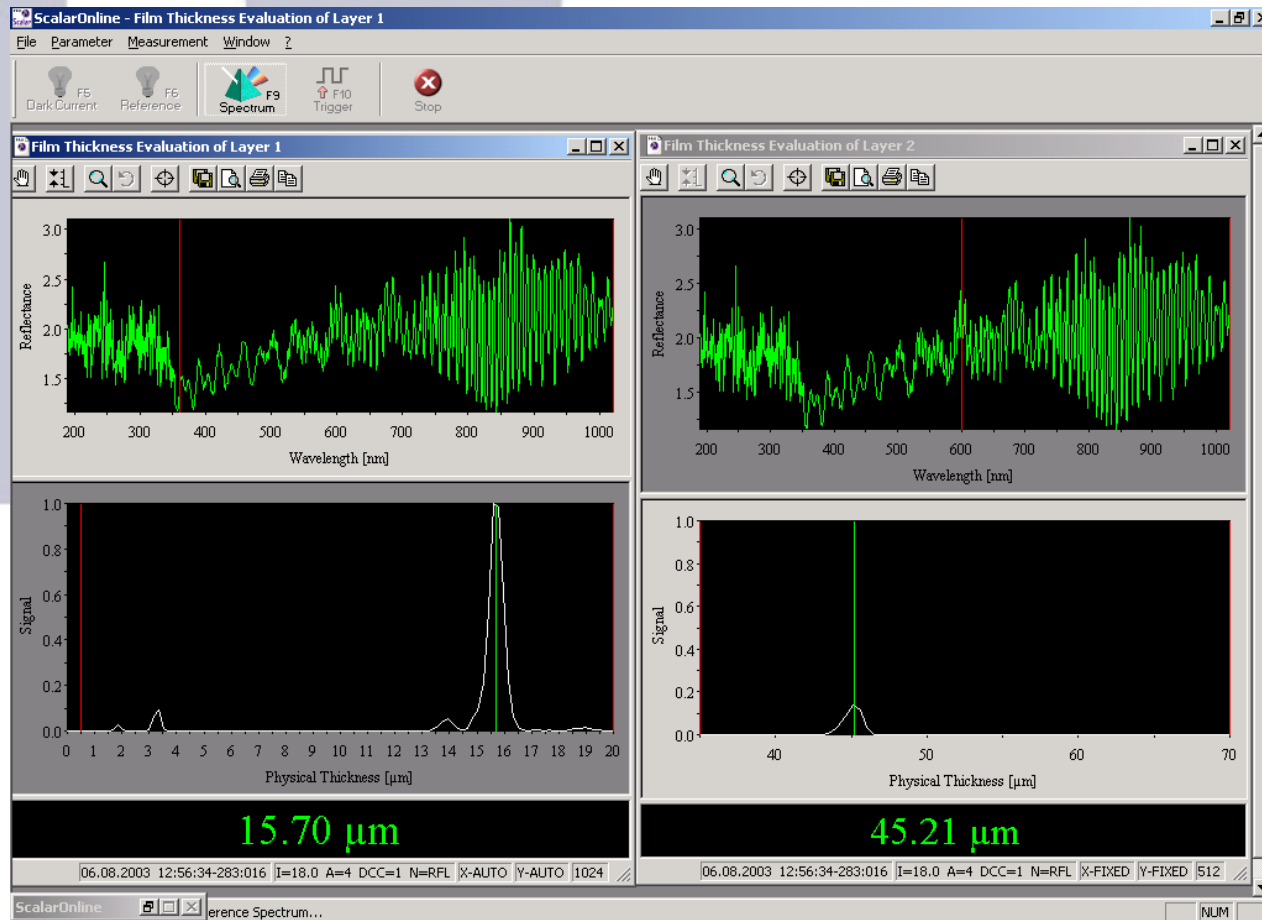 ScalarOnline - Film Thickness Evaluation of Layer 1
File Parameter Measurement Window ?
F5 F6 F9 F10
Dark Current Reference Spectrum Trigger Stop
Film Thickness Evaluation of Layer 1
3.0
2.5
2.0
1.5
Reflectance
200 300 400 500 600 700 800 900 1000
Wavelength [nm]
1.0
0.8
0.6
0.4
0.2
0.0
Signal
0 1 2 3 4 5 6 7 8 9 10 11 12 13 14 15 16 17 18 19 20
Physical Thickness [µm]
15.70 µm
06.08.2003 12:56:34-283:016 I=18.0 A=4 DCC=1 N=RFL X-AUTO Y-AUTO 1024
Film Thickness Evaluation of Layer 2
3.0
2.5
2.0
1.5
Reflectance
200 300 400 500 600 700 800 900 1000
Wavelength [nm]
1.0
0.8
0.6
0.4
0.2
0.0
Signal
40 50 60 70
Physical Thickness [µm]
45.21 µm
06.08.2003 12:56:34-283:016 I=18.0 A=4 DCC=1 N=RFL X-FIXED Y-FIXED 512
ScalarOnline erence Spectrum... NUM